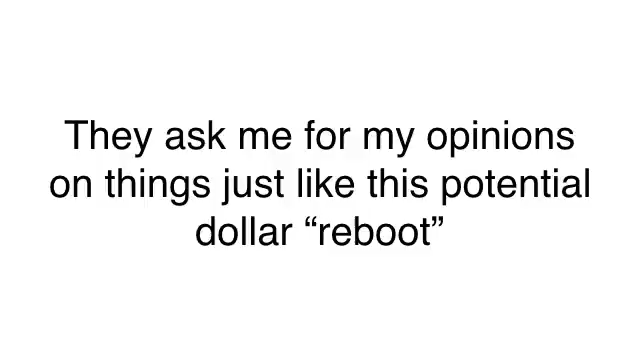 They ask me for my opinions
on things just like this potential
dollar “reboot”